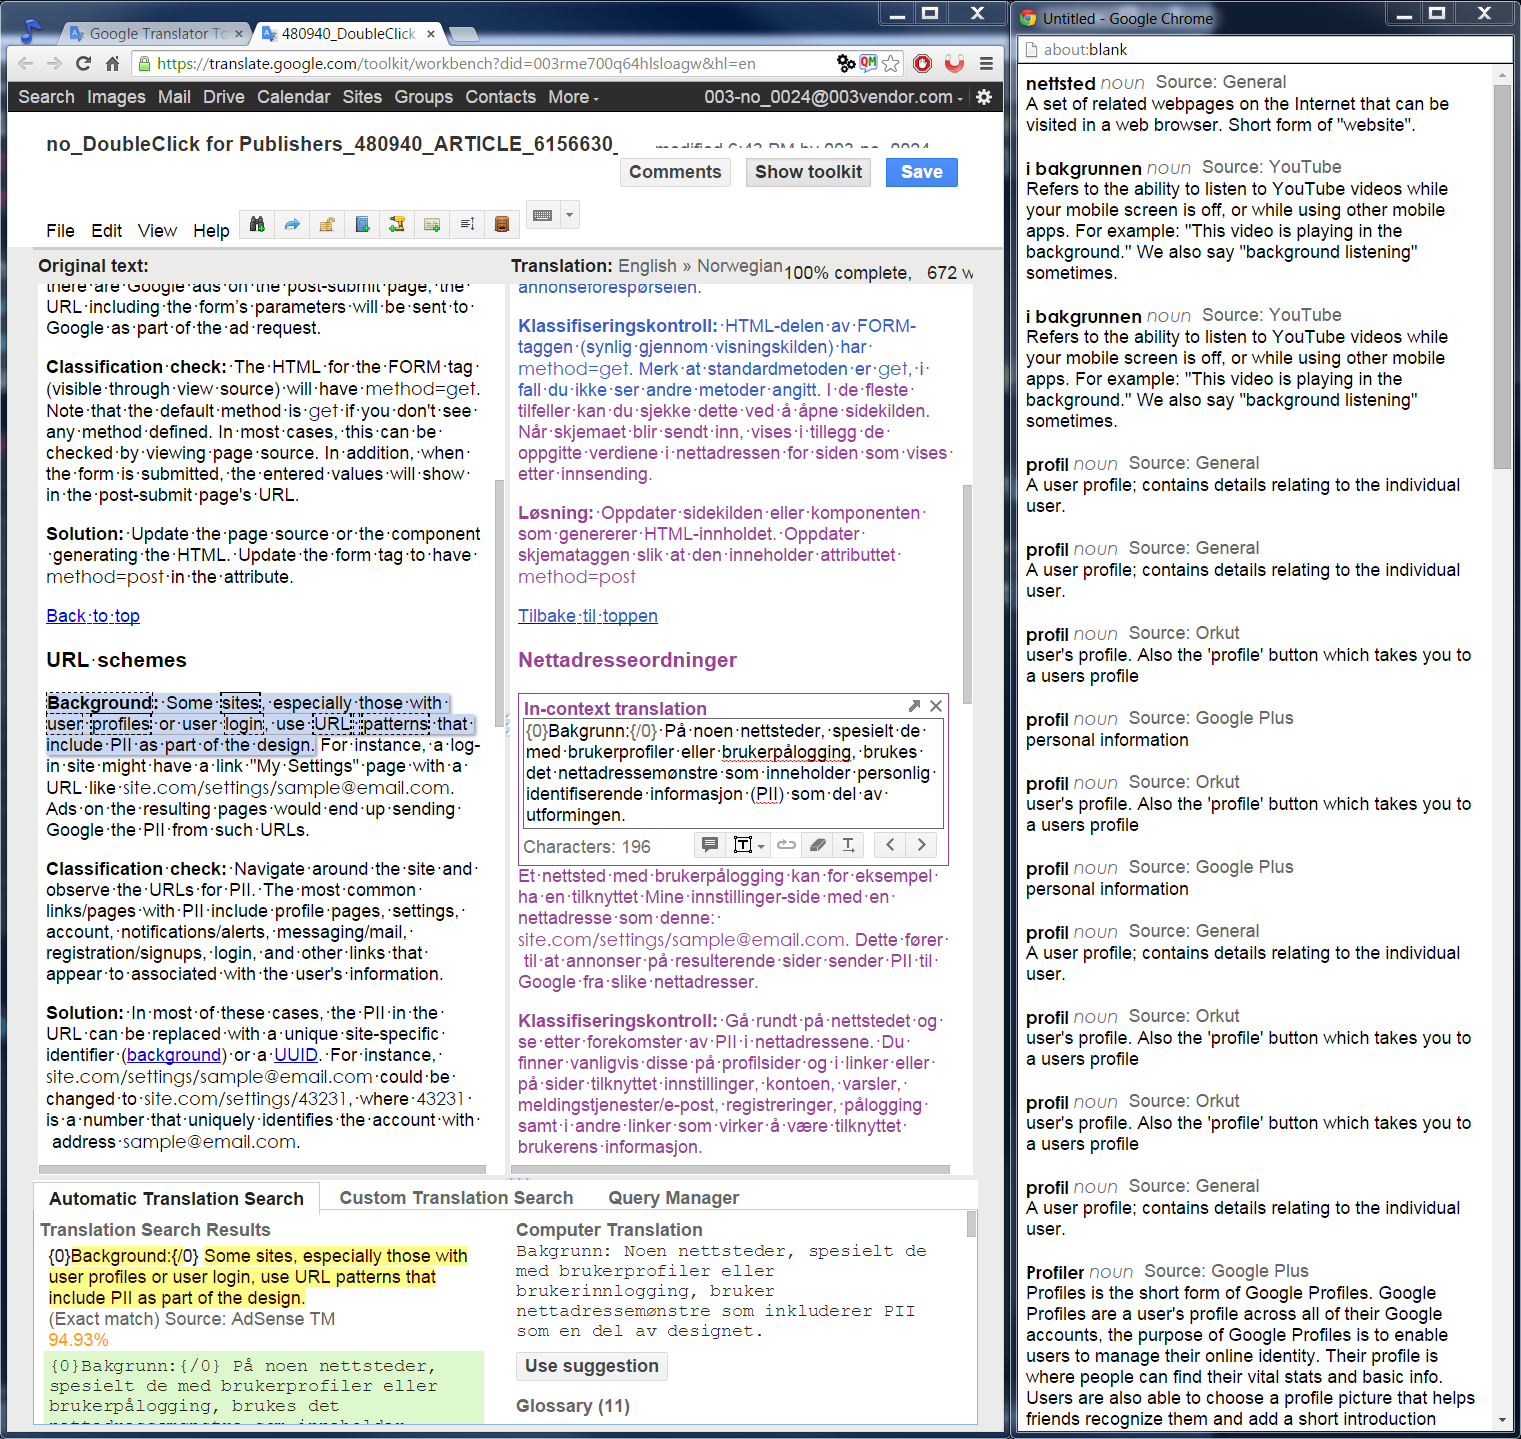 Google Translator To
480940_DoubleClick
https://translate.google.com/toolkit/workbench?did=003rme700q64hlsloagw&hl=en
QM
Search Images Mail Drive Calendar Sites Groups Contacts More
003-no_0024@003vendor.com
no_DoubleClick for Publishers_480940_ARTICLE_6156630_
modified 6:43 PM by 003-no_0024
Comments
Show toolkit
Save
File Edit View Help
Original text:
there are Google ads on the post-submit page, the
URL including the form's parameters will be sent to
Google as part of the ad request.
Classification check: The HTML for the FORM tag
(visible through view source) will have method=get.
Note that the default method is get if you don't see
any method defined. In most cases, this can be
checked by viewing page source. In addition, when
the form is submitted, the entered values will show
in the post-submit page's URL.
Solution: Update the page source or the component
generating the HTML. Update the form tag to have
method=post in the attribute.
Back to top
URL schemes
Background: Some sites, especially those with
user profiles or user login, use URL patterns that
include PII as part of the design. For instance, a log-
in site might have a link "My Settings" page with a
URL like site.com/settings/sample@email.com.
Ads on the resulting pages would end up sending
Google the PII from such URLs.
Classification check: Navigate around the site and
observe the URLs for PII. The most common
links/pages with PII include profile pages, settings,
account, notifications/alerts, messaging/mail,
registration/signups, login, and other links that
appear to associated with the user's information.
Solution: In most of these cases, the PII in the
URL can be replaced with a unique site-specific
identifier (background) or a UUID. For instance,
site.com/settings/sample@email.com could be
changed to site.com/settings/43231, where 43231
is a number that uniquely identifies the account with
address sample@email.com.
Translation: English » Norwegian
100% complete, 672 w
annonseforespørselen.
Klassifiseringskontroll: HTML-delen av FORM-
taggen (synlig gjennom visningskilden) har
method=get. Merk at standardmetoden er get, i
fall du ikke ser andre metoder angitt. I de fleste
tilfeller kan du sjekke dette ved å åpne sidekilden.
Når skjemaet blir sendt inn, vises i tillegg de
oppgitte verdiene i nettadressen for siden som vises
etter innsending.
Løsning: Oppdater sidekilden eller komponenten
som genererer HTML-innholdet. Oppdater
skjemataggen slik at den inneholder attributtet
method=post
Tilbake til toppen
Nettadresseordninger
In-context translation
{0}Bakgrunn:{/0} På noen nettsteder, spesielt de
med brukerprofiler eller brukerpålogging, brukes
det nettadressemønstre som inneholder personlig
identifiserende informasjon (PII) som del av
utformingen.
Characters: 196
Et nettsted med brukerpålogging kan for eksempel
ha en tilknyttet Mine innstillinger-side med en
nettadresse som denne:
site.com/settings/sample@email.com. Dette fører
til at annonser på resulterende sider sender PII til
Google fra slike nettadresser.
Klassifiseringskontroll: Gå rundt på nettstedet og
se etter forekomster av PII i nettadressene. Du
finner vanligvis disse på profilsider og i linker eller
på sider tilknyttet innstillinger, kontoen, varsler,
meldingstjenester/e-post, registreringer, pålogging
samt i andre linker som virker å være tilknyttet
brukerens informasjon.
Automatic Translation Search
Custom Translation Search
Query Manager
Translation Search Results
{0}Background:{/0} Some sites, especially those with
user profiles or user login, use URL patterns that
include PII as part of the design.
(Exact match) Source: AdSense TM
94.93%
{0}Bakgrunn:{/0} På noen nettsteder,
spesielt de med brukerprofiler eller
brukerpålogging, brukes det
nettadressemønstre som inneholder
Computer Translation
Bakgrunn: Noen nettsteder, spesielt de
med brukerprofiler eller
brukerinnlogging, bruker
nettadressemønstre som inkluderer PII
som en del av designet.
Use suggestion
Glossary (11)
Untitled - Google Chrome
about:blank
nettsted noun Source: General
A set of related webpages on the Internet that can be
visited in a web browser. Short form of "website".
i bakgrunnen noun Source: YouTube
Refers to the ability to listen to YouTube videos while
your mobile screen is off, or while using other mobile
apps. For example: "This video is playing in the
background." We also say "background listening"
sometimes.
i bakgrunnen noun Source: YouTube
Refers to the ability to listen to YouTube videos while
your mobile screen is off, or while using other mobile
apps. For example: "This video is playing in the
background." We also say "background listening"
sometimes.
profil noun Source: General
A user profile; contains details relating to the individual
user.
profil noun Source: General
A user profile; contains details relating to the individual
user.
profil noun Source: Orkut
user's profile. Also the 'profile' button which takes you to
a users profile
profil noun Source: Google Plus
personal information
profil noun Source: Orkut
user's profile. Also the 'profile' button which takes you to
a users profile
profil noun Source: Google Plus
personal information
profil noun Source: General
A user profile; contains details relating to the individual
user.
profil noun Source: Orkut
user's profile. Also the 'profile' button which takes you to
a users profile
profil noun Source: Orkut
user's profile. Also the 'profile' button which takes you to
a users profile
profil noun Source: General
A user profile; contains details relating to the individual
user.
Profiler noun Source: Google Plus
Profiles is the short form of Google Profiles. Google
Profiles are a user's profile across all of their Google
accounts, the purpose of Google Profiles is to enable
users to manage their online identity. Their profile is
where people can find their vital stats and basic info.
Users are also able to choose a profile picture that helps
friends recognize them and add a short introduction